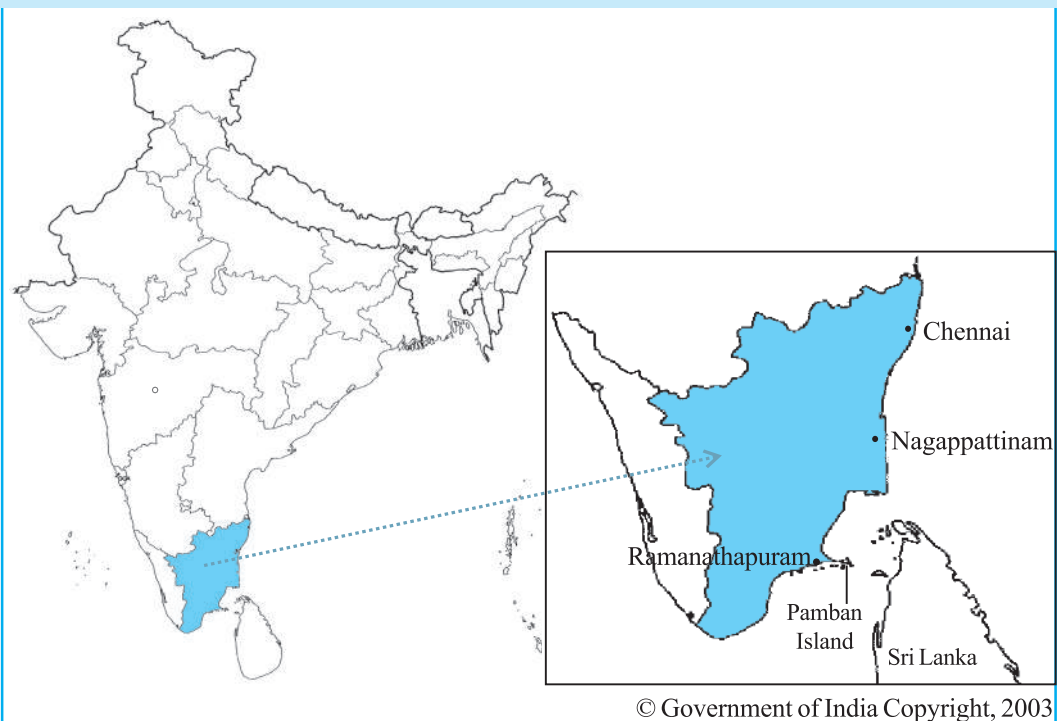 Chennai
Nagappattinam
Ramanathapuram
Pamban
Island
Sri Lanka
© Government of India Copyright, 2003